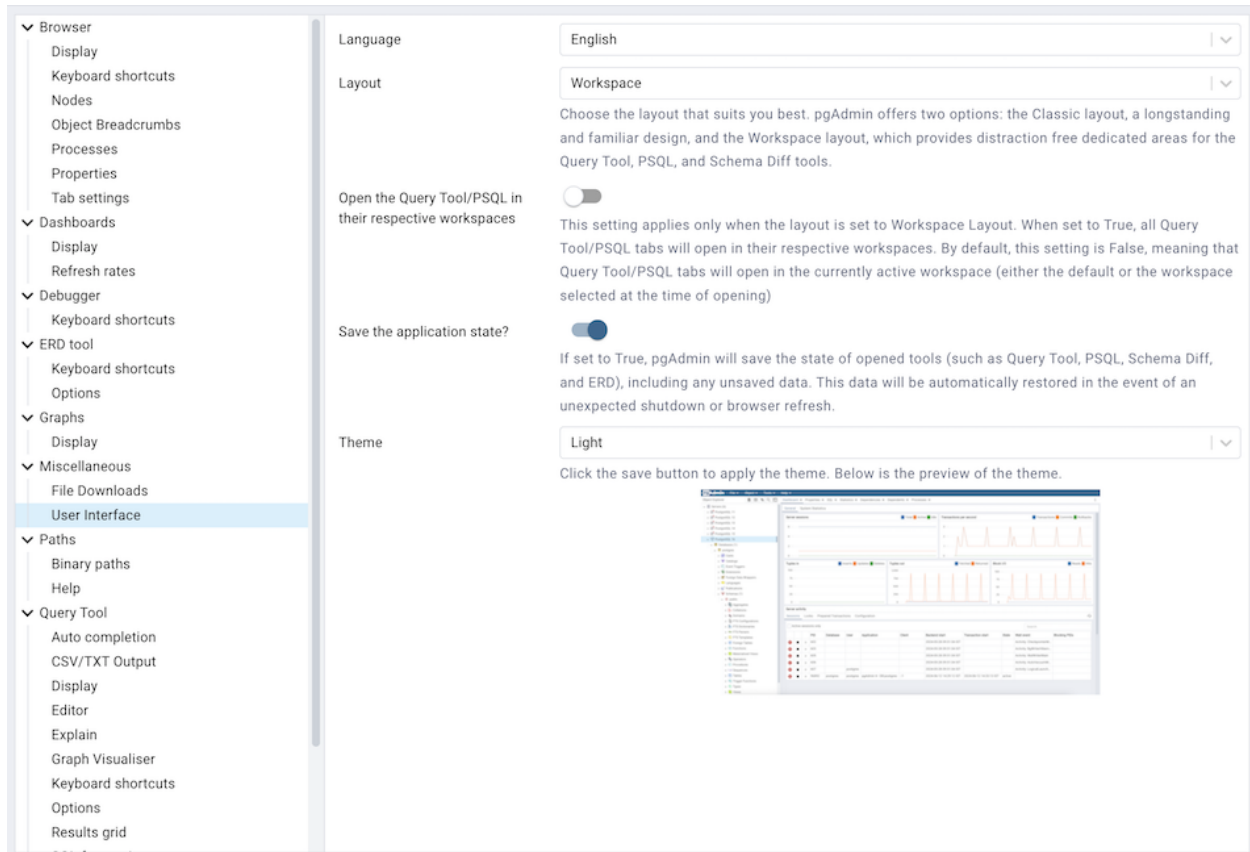 Browser
Display
Keyboard shortcuts
Nodes
Object Breadcrumbs
Processes
Properties
Tab settings
Dashboards
Display
Refresh rates
Debugger
Keyboard shortcuts
ERD tool
Keyboard shortcuts
Options
Graphs
Display
Miscellaneous
File Downloads
User Interface
Paths
Binary paths
Help
Query Tool
Auto completion
CSV/TXT Output
Display
Editor
Explain
Graph Visualiser
Keyboard shortcuts
Options
Results grid
Language
English
Layout
Workspace
Choose the layout that suits you best. pgAdmin offers two options: the Classic layout, a longstanding
and familiar design, and the Workspace layout, which provides distraction free dedicated areas for the
Query Tool, PSQL, and Schema Diff tools.
Open the Query Tool/PSQL in
their respective workspaces
This setting applies only when the layout is set to Workspace Layout. When set to True, all Query
Tool/PSQL tabs will open in their respective workspaces. By default, this setting is False, meaning that
Query Tool/PSQL tabs will open in the currently active workspace (either the default or the workspace
selected at the time of opening)
Save the application state?
If set to True, pgAdmin will save the state of opened tools (such as Query Tool, PSQL, Schema Diff,
and ERD), including any unsaved data. This data will be automatically restored in the event of an
unexpected shutdown or browser refresh.
Theme
Light
Click the save button to apply the theme. Below is the preview of the theme.